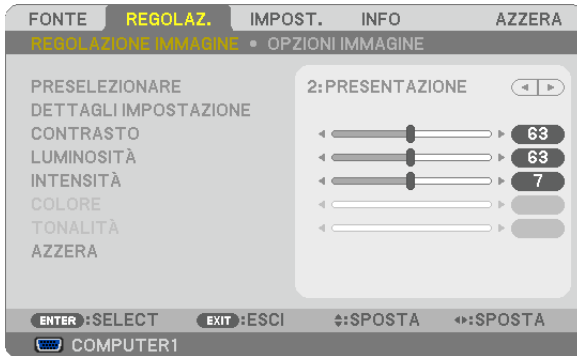 FONTE REGOLAZ. IMPOST. INFO AZZERA
REGOLAZIONE IMMAGINE • OPZIONI IMMAGINE
PRESELEZIONARE 2:PRESENTAZIONE
DETTAGLI IMPOSTAZIONE
CONTRASTO 63
LUMINOSITÀ 63
INTENSITÀ 7
COLORE
TONALITÀ
AZZERA
ENTER :SELECT EXIT :ESCI :SPOSTA :SPOSTA
COMPUTER1